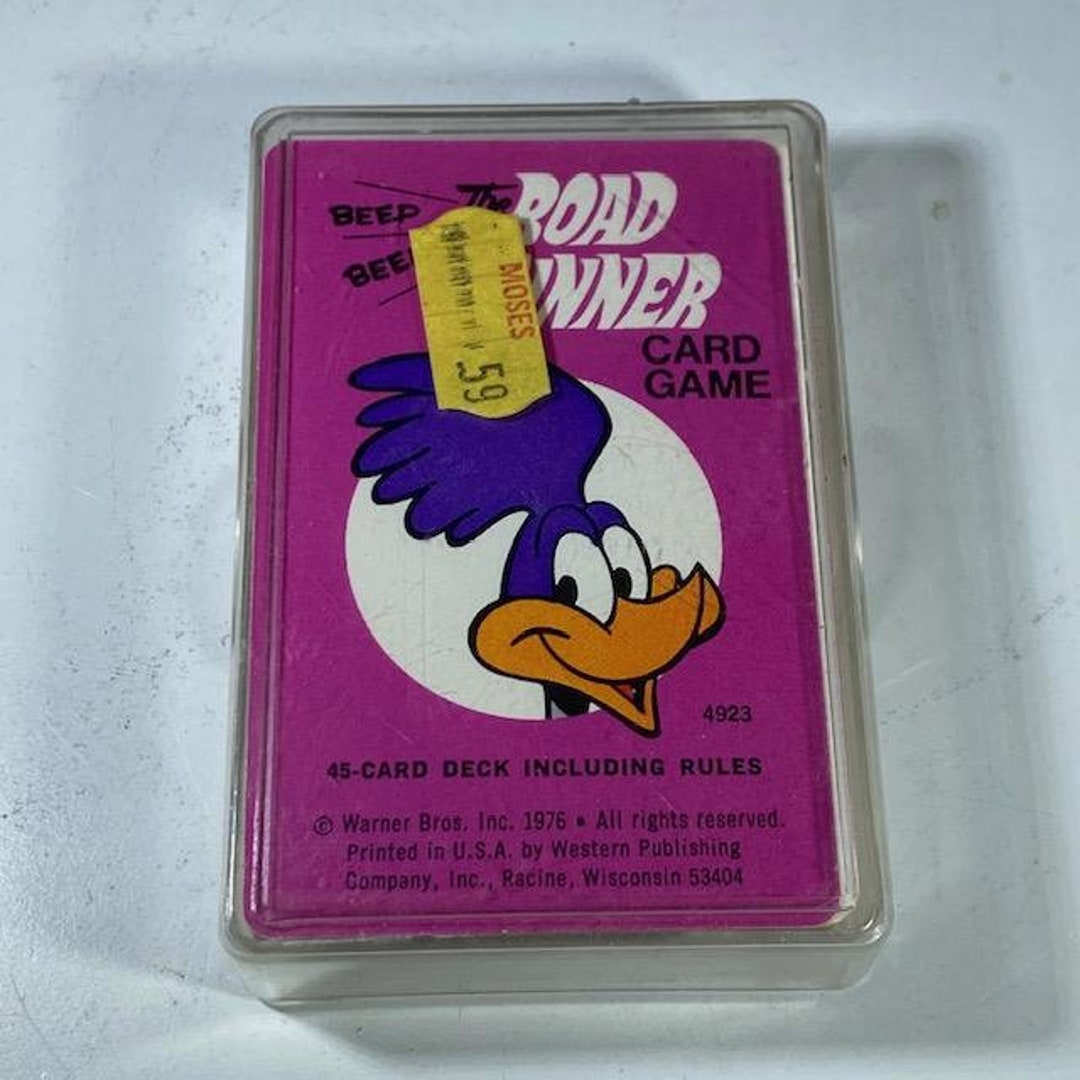 BEEP
The ROAD
BEE
NNER
MOSES
.59
CARD
GAME
4923
45-CARD DECK INCLUDING RULES
© Warner Bros. Inc. 1976 • All rights reserved.
Printed in U.S.A. by Western Publishing
Company, Inc., Racine, Wisconsin 53404